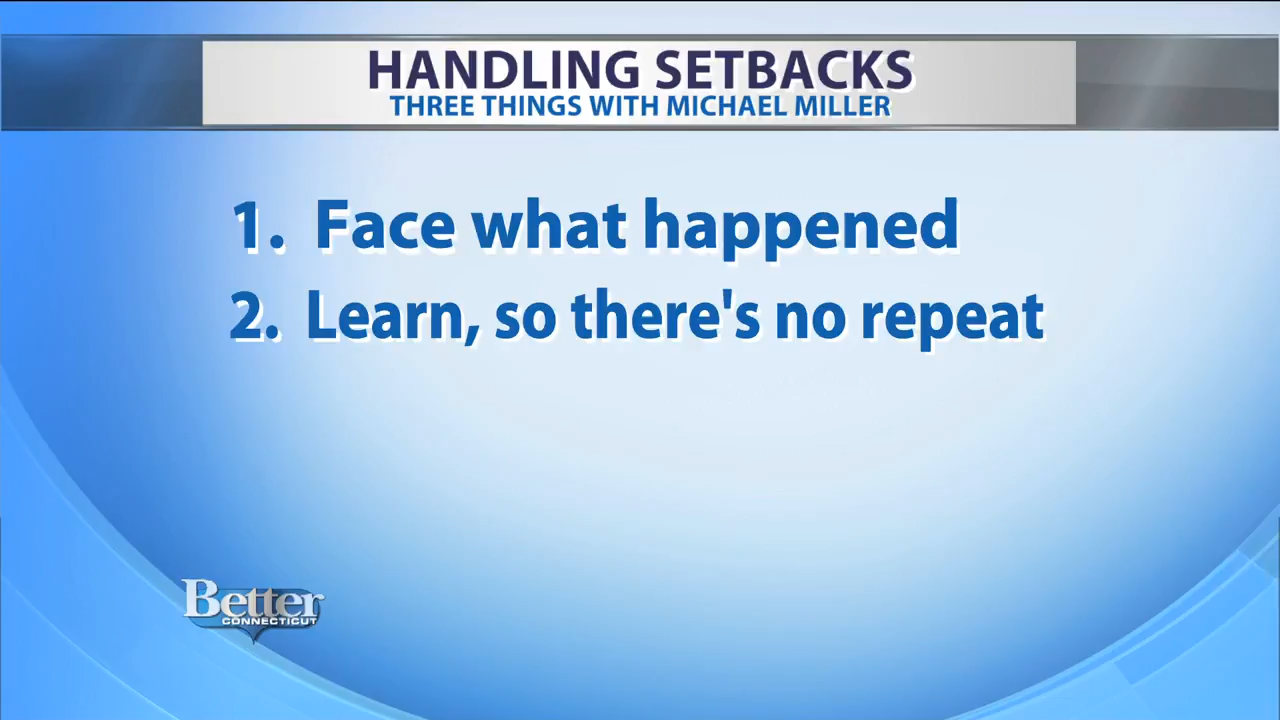 HANDLING SETBACKS
THREE THINGS WITH MICHAEL MILLER
1. Face what happened
2. Learn, so there's no repeat
Better
CONNECTICUT